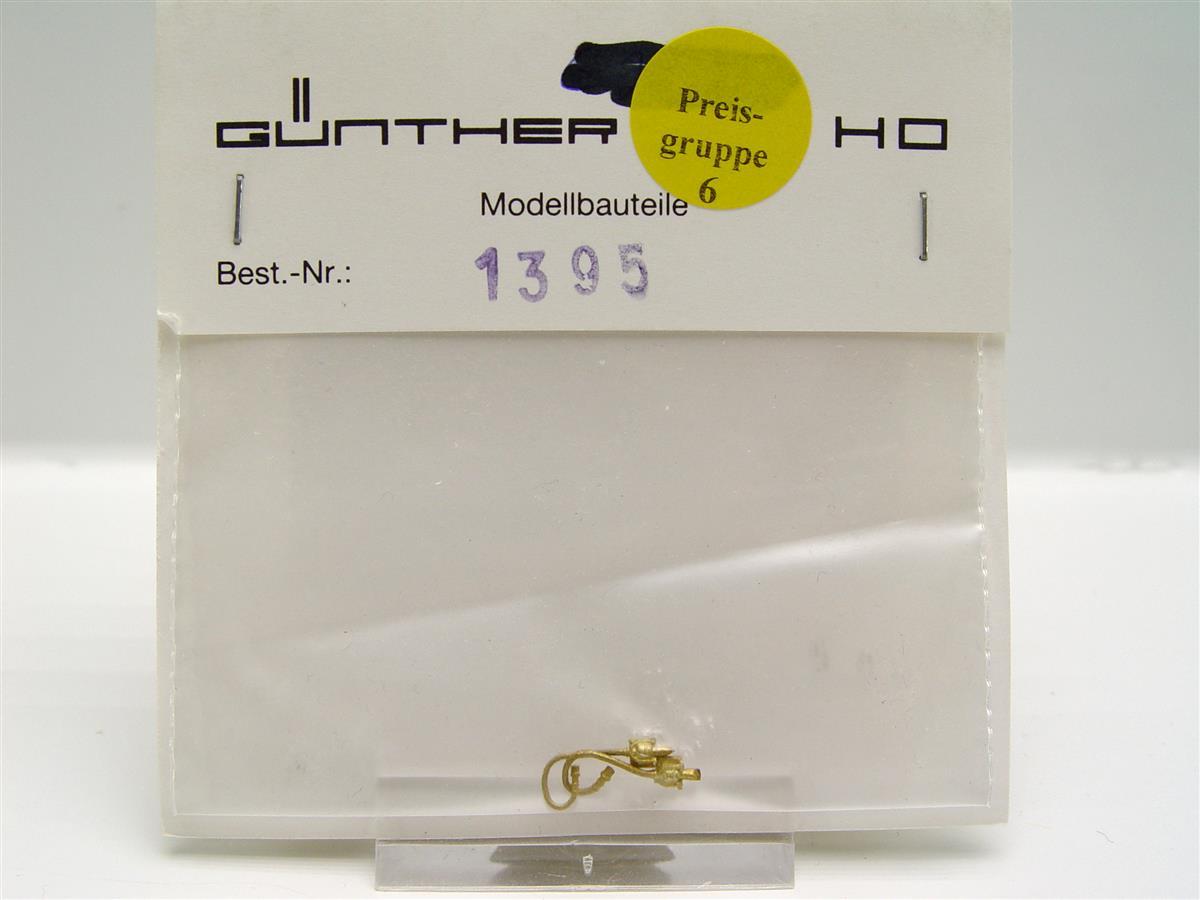 GÜNTHER HO
Preis-
gruppe
6
Modellbauteile
Best.-Nr.: 1395